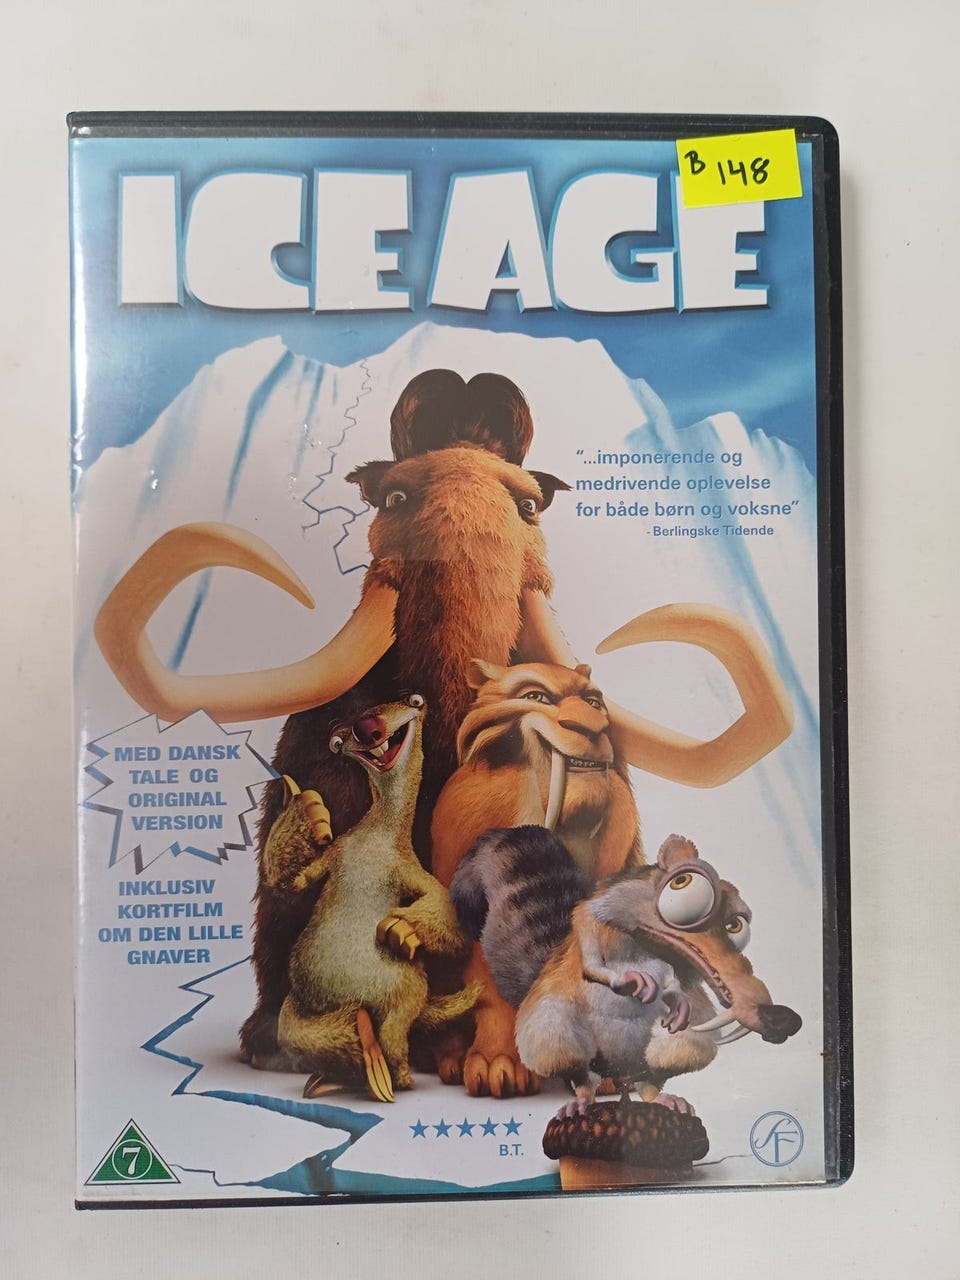 B 148
ICE AGE
"...imponerende og
medrivende oplevelse
for både børn og voksne"
- Berlingske Tidende
MED DANSK
TALE OG
ORIGINAL
VERSION
INKLUSIV
KORTFILM
OM DEN LILLE
GNAVER
★★★★★
B.T.
7
SF